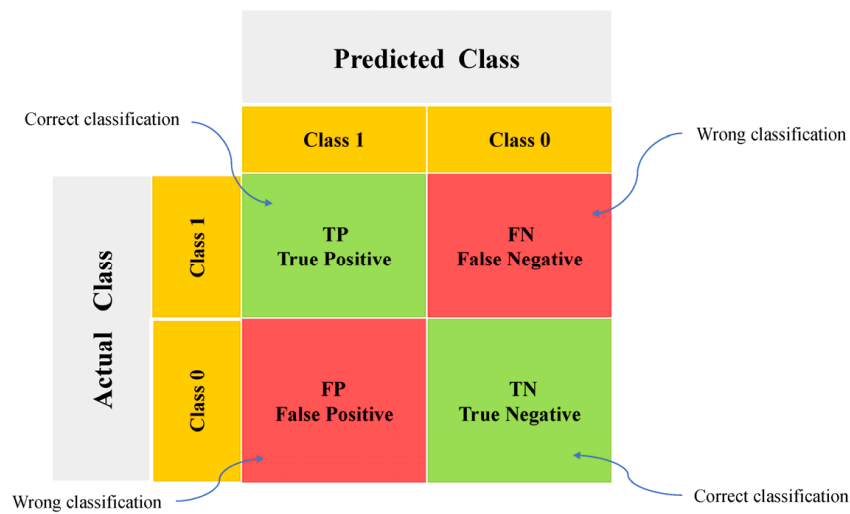 Predicted Class
Correct classification
Class 1
Class 0
Wrong classification
Actual Class
Class 1
TP
True Positive
FN
False Negative
Class 0
FP
False Positive
TN
True Negative
Wrong classification
Correct classification